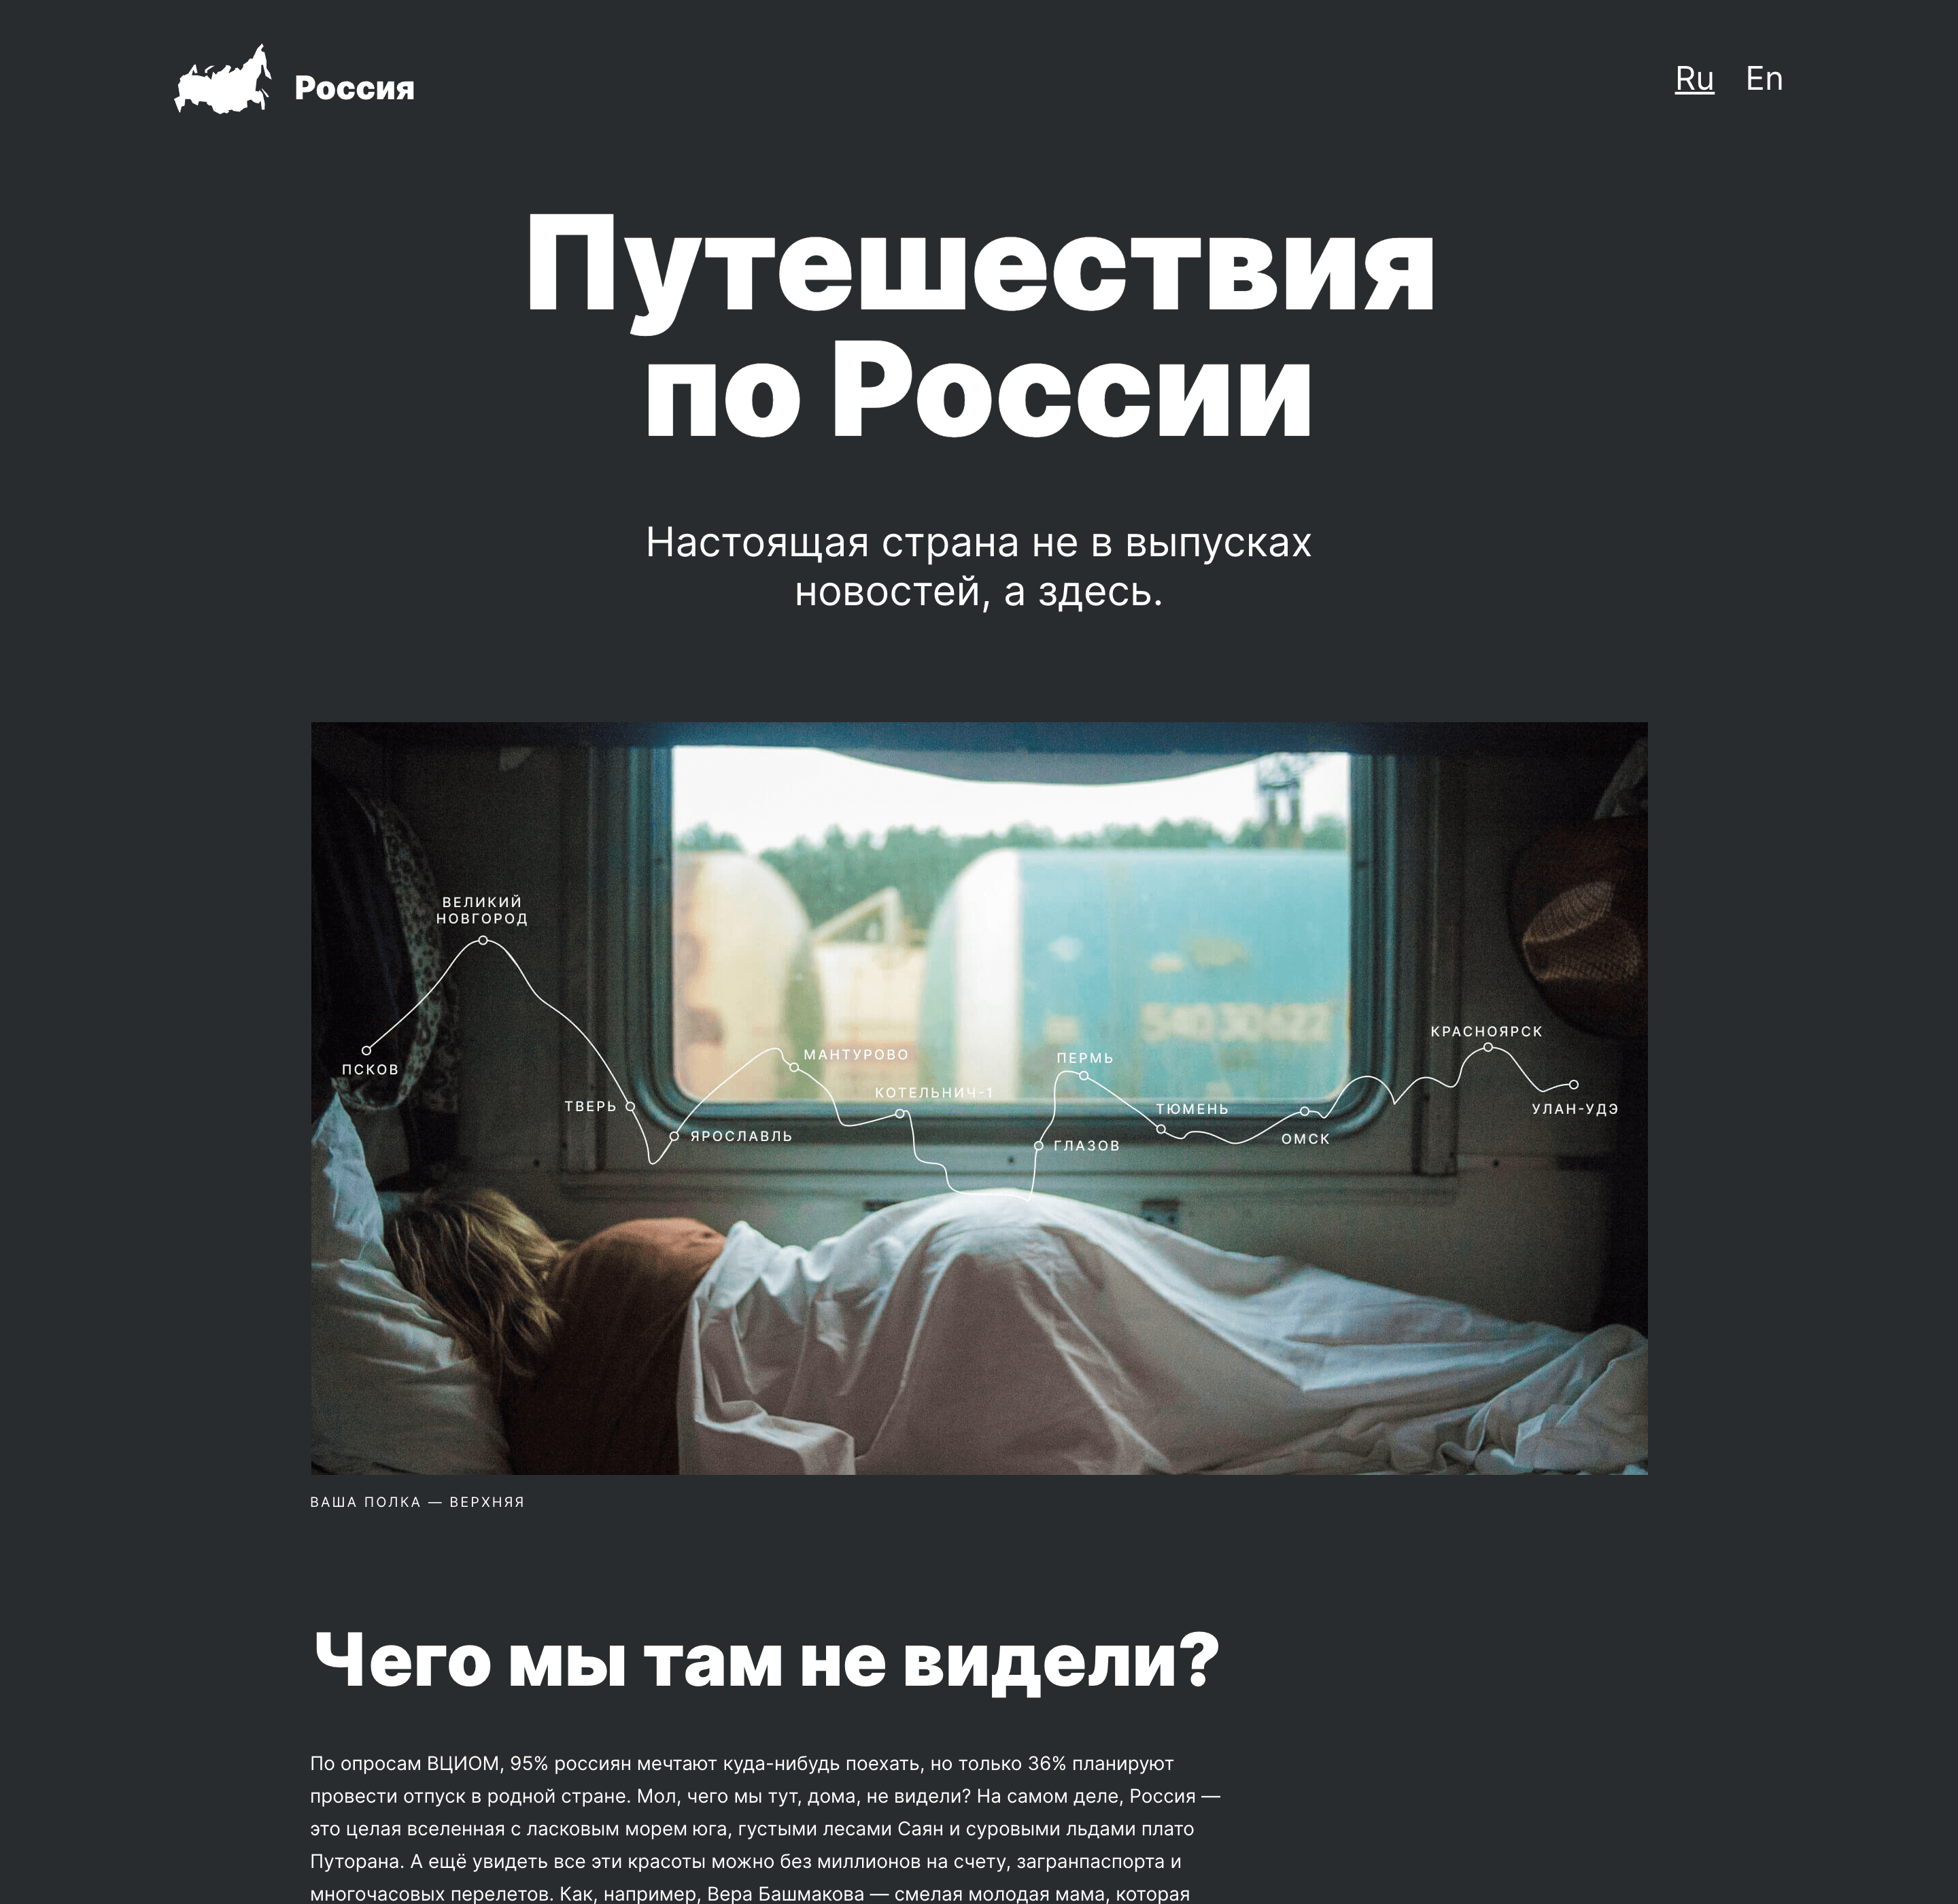 Россия
Ru En
Путешествия
по России
Настоящая страна не в выпусках
новостей, а здесь.
ВЕЛИКИЙ
НОВГОРОД
ПСКОВ
ТВЕРЬ
ЯРОСЛАВЛЬ
МАНТУРОВО
КОТЕЛЬНИЧ-1
ГЛАЗОВ
ПЕРМЬ
ТЮМЕНЬ
ОМСК
КРАСНОЯРСК
УЛАН-УДЭ
54030622
ВАША ПОЛКА — ВЕРХНЯЯ
Чего мы там не видели?
По опросам ВЦИОМ, 95% россиян мечтают куда-нибудь поехать, но только 36% планируют
провести отпуск в родной стране. Мол, чего мы тут, дома, не видели? На самом деле, Россия —
это целая вселенная с ласковым морем юга, густыми лесами Саян и суровыми льдами плато
Путорана. А ещё увидеть все эти красоты можно без миллионов на счету, загранпаспорта и
многочасовых перелетов. Как, например, Вера Башмакова — смелая молодая мама, которая